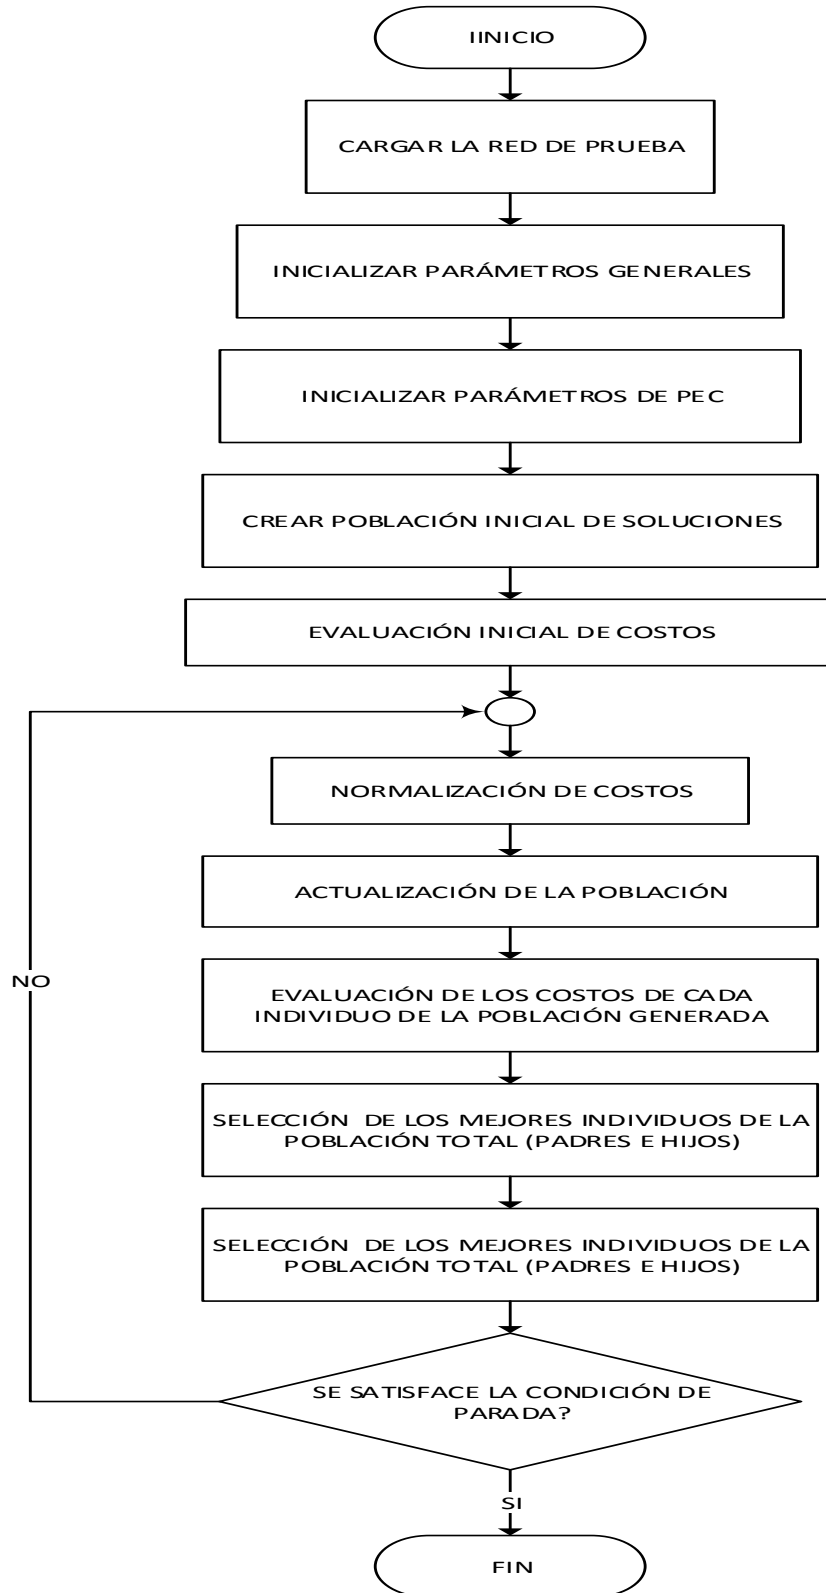 IINICIO
CARGAR LA RED DE PRUEBA
INICIALIZAR PARÁMETROS GENERALES
INICIALIZAR PARÁMETROS DE PEC
CREAR POBLACIÓN INICIAL DE SOLUCIONES
EVALUACIÓN INICIAL DE COSTOS
NORMALIZACIÓN DE COSTOS
ACTUALIZACIÓN DE LA POBLACIÓN
NO
EVALUACIÓN DE LOS COSTOS DE CADA
INDIVIDUO DE LA POBLACIÓN GENERADA
SELECCIÓN DE LOS MEJORES INDIVIDUOS DE LA
POBLACIÓN TOTAL (PADRES E HIJOS)
SELECCIÓN DE LOS MEJORES INDIVIDUOS DE LA
POBLACIÓN TOTAL (PADRES E HIJOS)
SE SATISFACE LA CONDICIÓN DE
PARADA?
SI
FIN